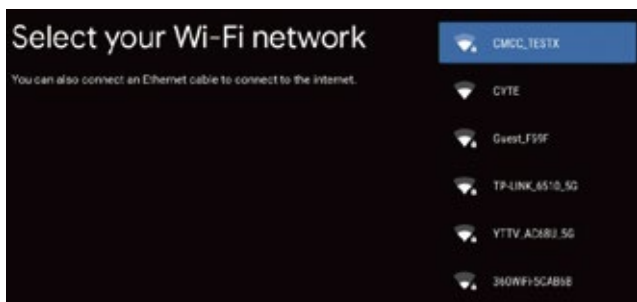 Select your Wi-Fi network
You can also connect an Ethernet cable to connect to the internet.
CMCC_TESTX
CVTE
Guest_F59F
TP-LINK_6510_5G
YTTV_AC68U_5G
360WiFi-5CAB6B